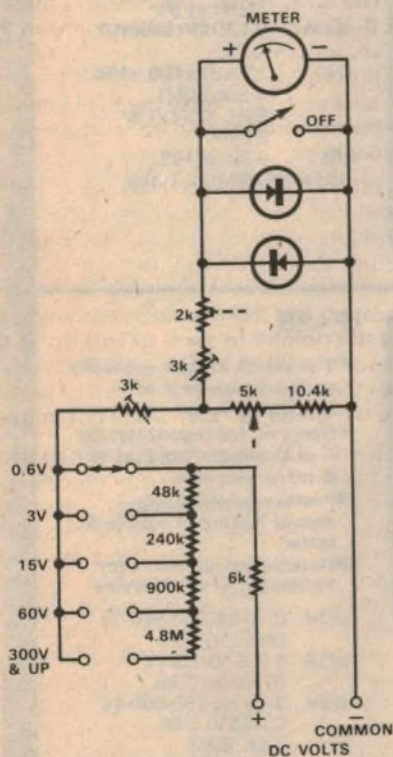 METER
+ −
OFF
2k
3k
3k
5k 10.4k
0.6V
48k
3V
240k
6k
15V
900k
60V
4.8M
300V
& UP
+ −
COMMON
DC VOLTS